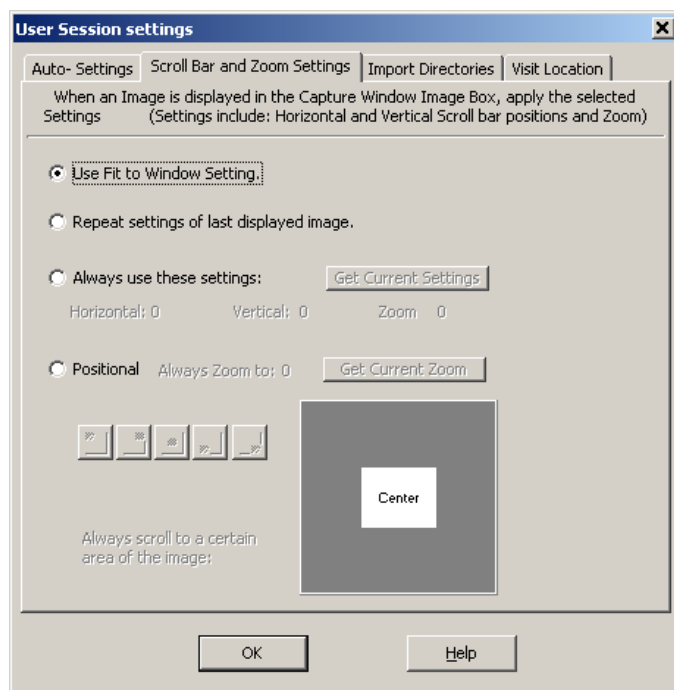 User Session settings
Auto- Settings
Scroll Bar and Zoom Settings
Import Directories
Visit Location
When an Image is displayed in the Capture Window Image Box, apply the selected
Settings (Settings include: Horizontal and Vertical Scroll bar positions and Zoom)
Use Fit to Window Setting.
Repeat settings of last displayed image.
Always use these settings:
Get Current Settings
Horizontal: 0 Vertical: 0 Zoom 0
Positional Always Zoom to: 0
Get Current Zoom
Center
Always scroll to a certain
area of the image:
OK
Help